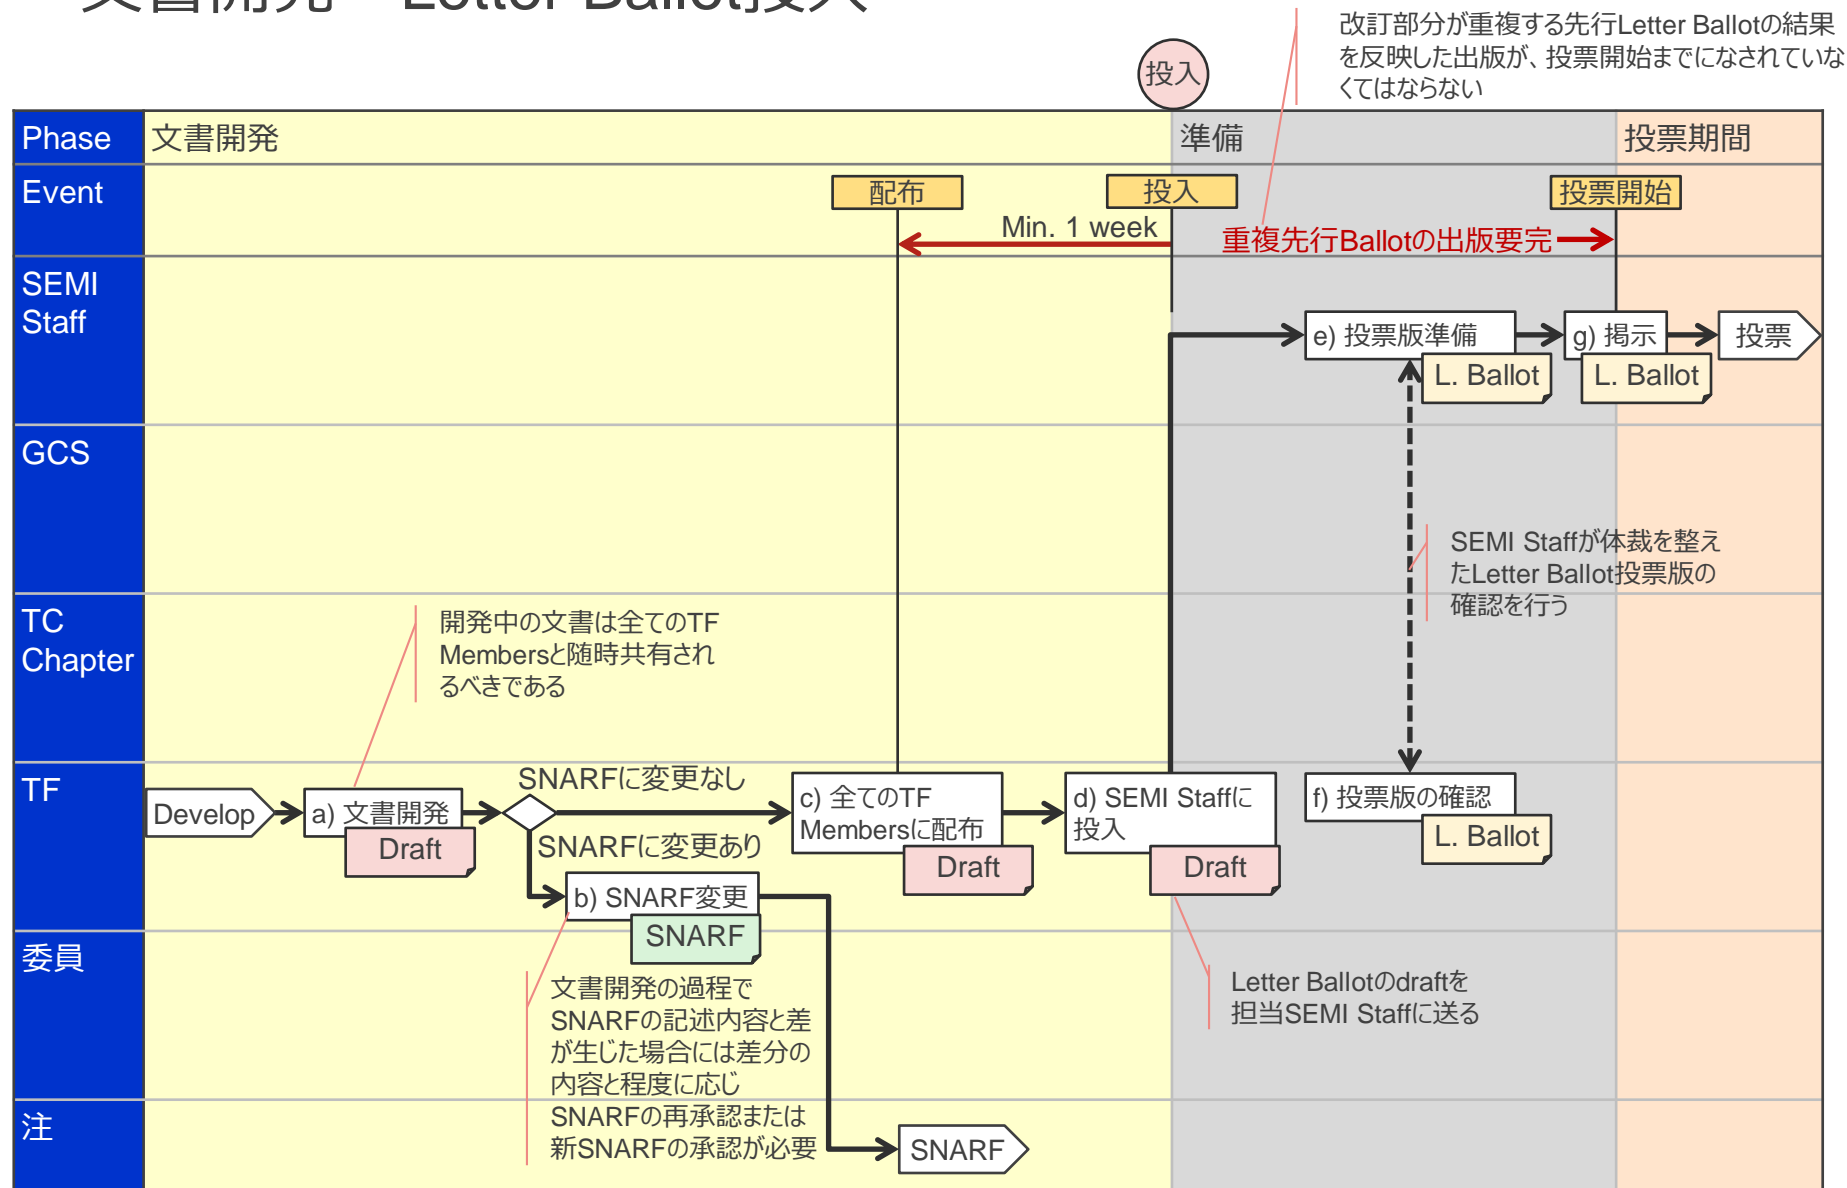 文書開発 Letter Ballot投入
改訂部分が重複する先行Letter Ballotの結果
を反映した出版が、投票開始までになされていな
くてはならない
投入
Phase
文書開発
準備
投票期間
Event
配布
投入
投票開始
Min. 1 week
重複先行Ballotの出版要完
SEMI
Staff
e) 投票版準備
L. Ballot
g) 掲示
L. Ballot
投票
GCS
SEMI Staffが体裁を整え
たLetter Ballot投票版の
確認を行う
TC
Chapter
開発中の文書は全てのTF
Membersと随時共有され
るべきである
TF
Develop
a) 文書開発
Draft
SNARFに変更なし
SNARFに変更あり
b) SNARF変更
SNARF
c) 全てのTF
Membersに配布
Draft
d) SEMI Staffに
投入
Draft
f) 投票版の確認
L. Ballot
委員
文書開発の過程で
SNARFの記述内容と差
が生じた場合には差分の
内容と程度に応じ
SNARFの再承認または
新SNARFの承認が必要
Letter Ballotのdraftを
担当SEMI Staffに送る
注
SNARF